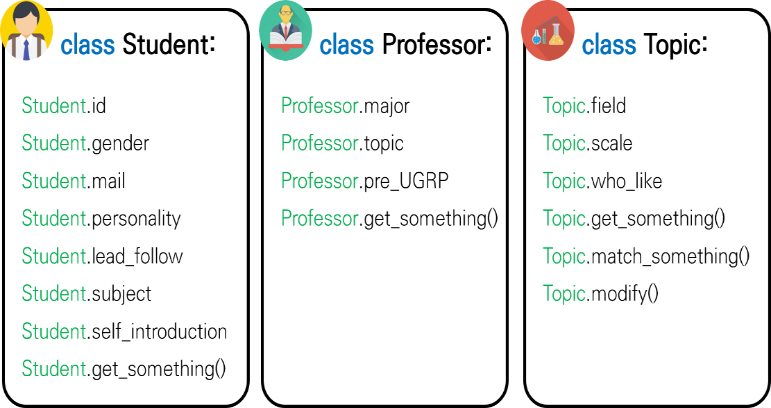 class Student:
Student.id
Student.gender
Student.mail
Student.personality
Student.lead_follow
Student.subject
Student.self_introduction
Student.get_something()
class Professor:
Professor.major
Professor.topic
Professor.pre_UGRP
Professor.get_something()
class Topic:
Topic.field
Topic.scale
Topic.who_like
Topic.get_something()
Topic.match_something()
Topic.modify()